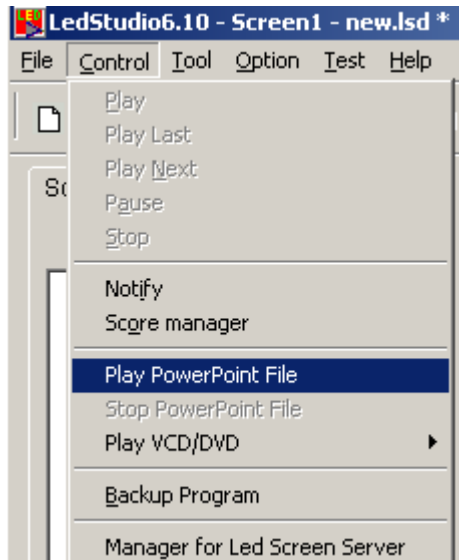 LED
LedStudio6.10 - Screen1 - new.lsd *
File Control Tool Option Test Help
Play
Play Last
Play Next
Pause
Stop
Notify
Score manager
Play PowerPoint File
Stop PowerPoint File
Play VCD/DVD
Backup Program
Manager for Led Screen Server